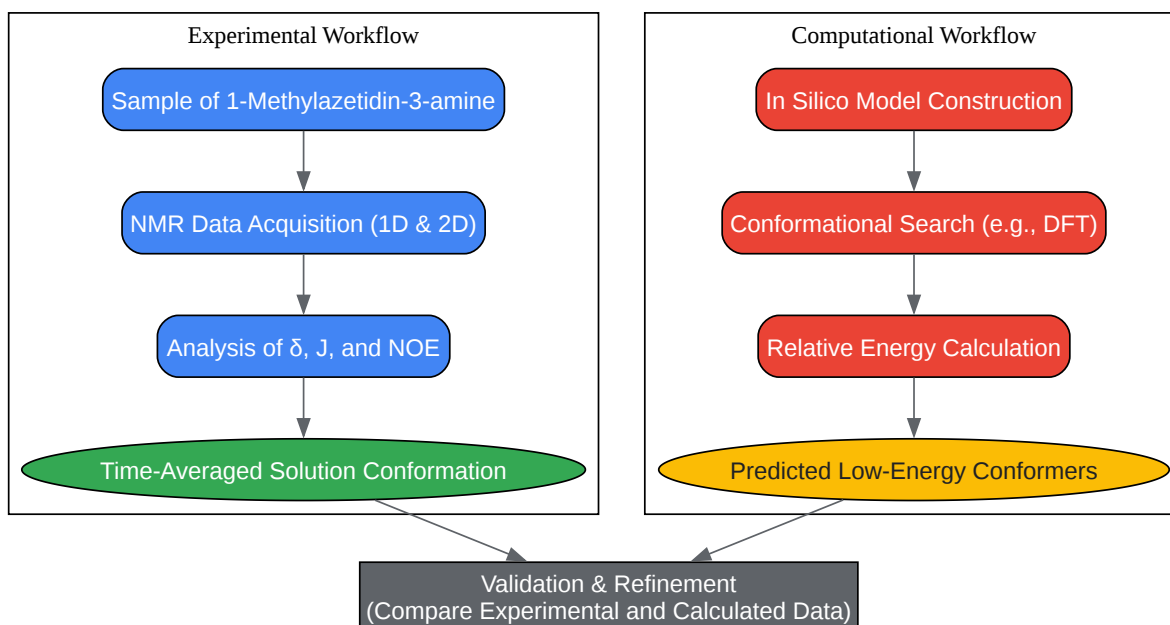 Experimental Workflow
Sample of 1-Methylazetidin-3-amine
NMR Data Acquisition (1D & 2D)
Analysis of δ, J, and NOE
Time-Averaged Solution Conformation
Computational Workflow
In Silico Model Construction
Conformational Search (e.g., DFT)
Relative Energy Calculation
Predicted Low-Energy Conformers
Validation & Refinement
(Compare Experimental and Calculated Data)